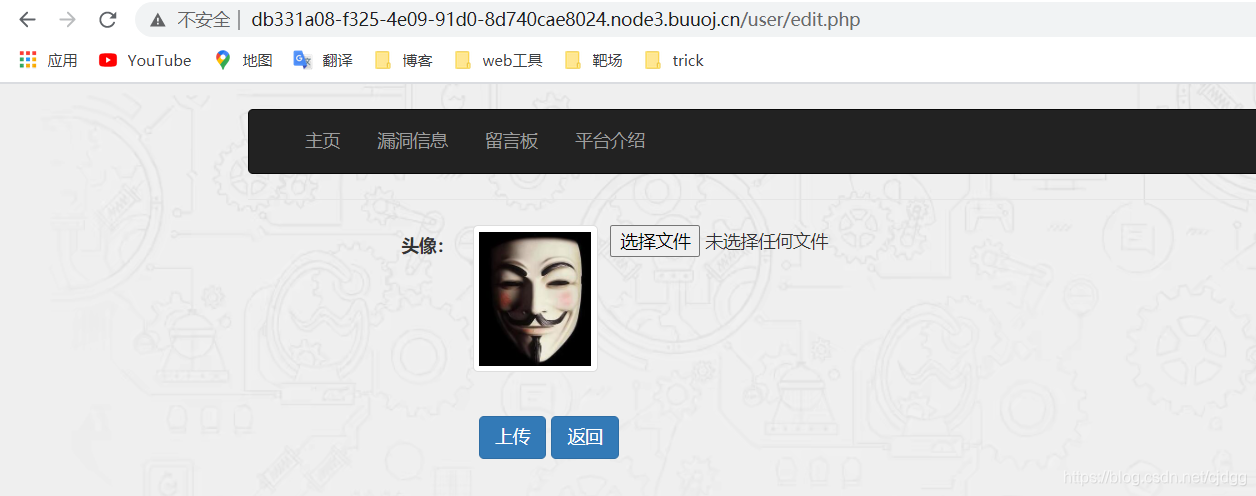 不安全 | db331a08-f325-4e09-91d0-8d740cae8024.node3.buuoj.cn/user/edit.php
应用 YouTube 地图 翻译 博客 web工具 靶场 trick
主页 漏洞信息 留言板 平台介绍
头像: 选择文件 未选择任何文件
上传 返回
https://blog.csdn.net/cjdgg